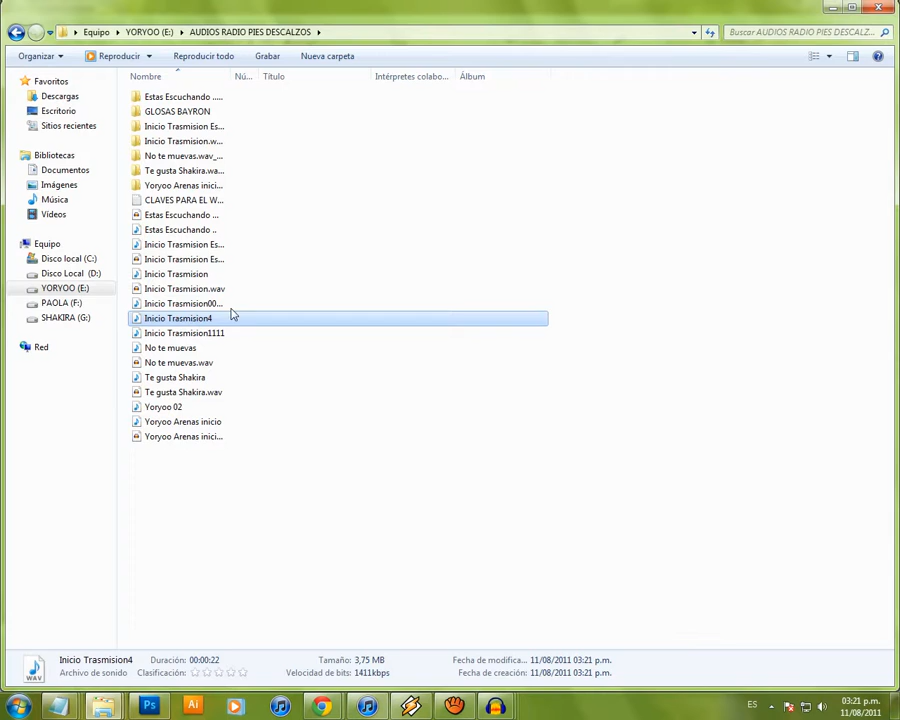 Equipo ▸ YORYOO (E:) ▸ AUDIOS RADIO PIES DESCALZOS ▸
Buscar AUDIOS RADIO PIES DESCALZ...
Organizar Reproducir Reproducir todo Grabar Nueva carpeta
Nombre Nú... Título Intérpretes colabo... Álbum
Favoritos
Descargas
Escritorio
Sitios recientes
Bibliotecas
Documentos
Imágenes
Música
Vídeos
Equipo
Disco local (C:)
Disco Local (D:)
YORYOO (E:)
PAOLA (F:)
SHAKIRA (G:)
Red
Estas Escuchando .....
GLOSAS BAYRON
Inicio Trasmision Es...
Inicio Trasmision.w...
No te muevas.wav_...
Te gusta Shakira.wa...
Yoryoo Arenas inici...
CLAVES PARA EL W...
Estas Escuchando ...
Estas Escuchando ..
Inicio Trasmision Es...
Inicio Trasmision Es...
Inicio Trasmision
Inicio Trasmision.wav
Inicio Trasmision00...
Inicio Trasmision4
Inicio Trasmision1111
No te muevas
No te muevas.wav
Te gusta Shakira
Te gusta Shakira.wav
Yoryoo 02
Yoryoo Arenas inicio
Yoryoo Arenas inici...
Inicio Trasmision4 Duración: 00:00:22 Tamaño: 3,75 MB Fecha de modifica... 11/08/2011 03:21 p.m.
Archivo de sonido Clasificación: Velocidad de bits: 1411kbps Fecha de creación: 11/08/2011 03:21 p.m.
WAV
Ps Ai
ES
03:21 p.m.
11/08/2011